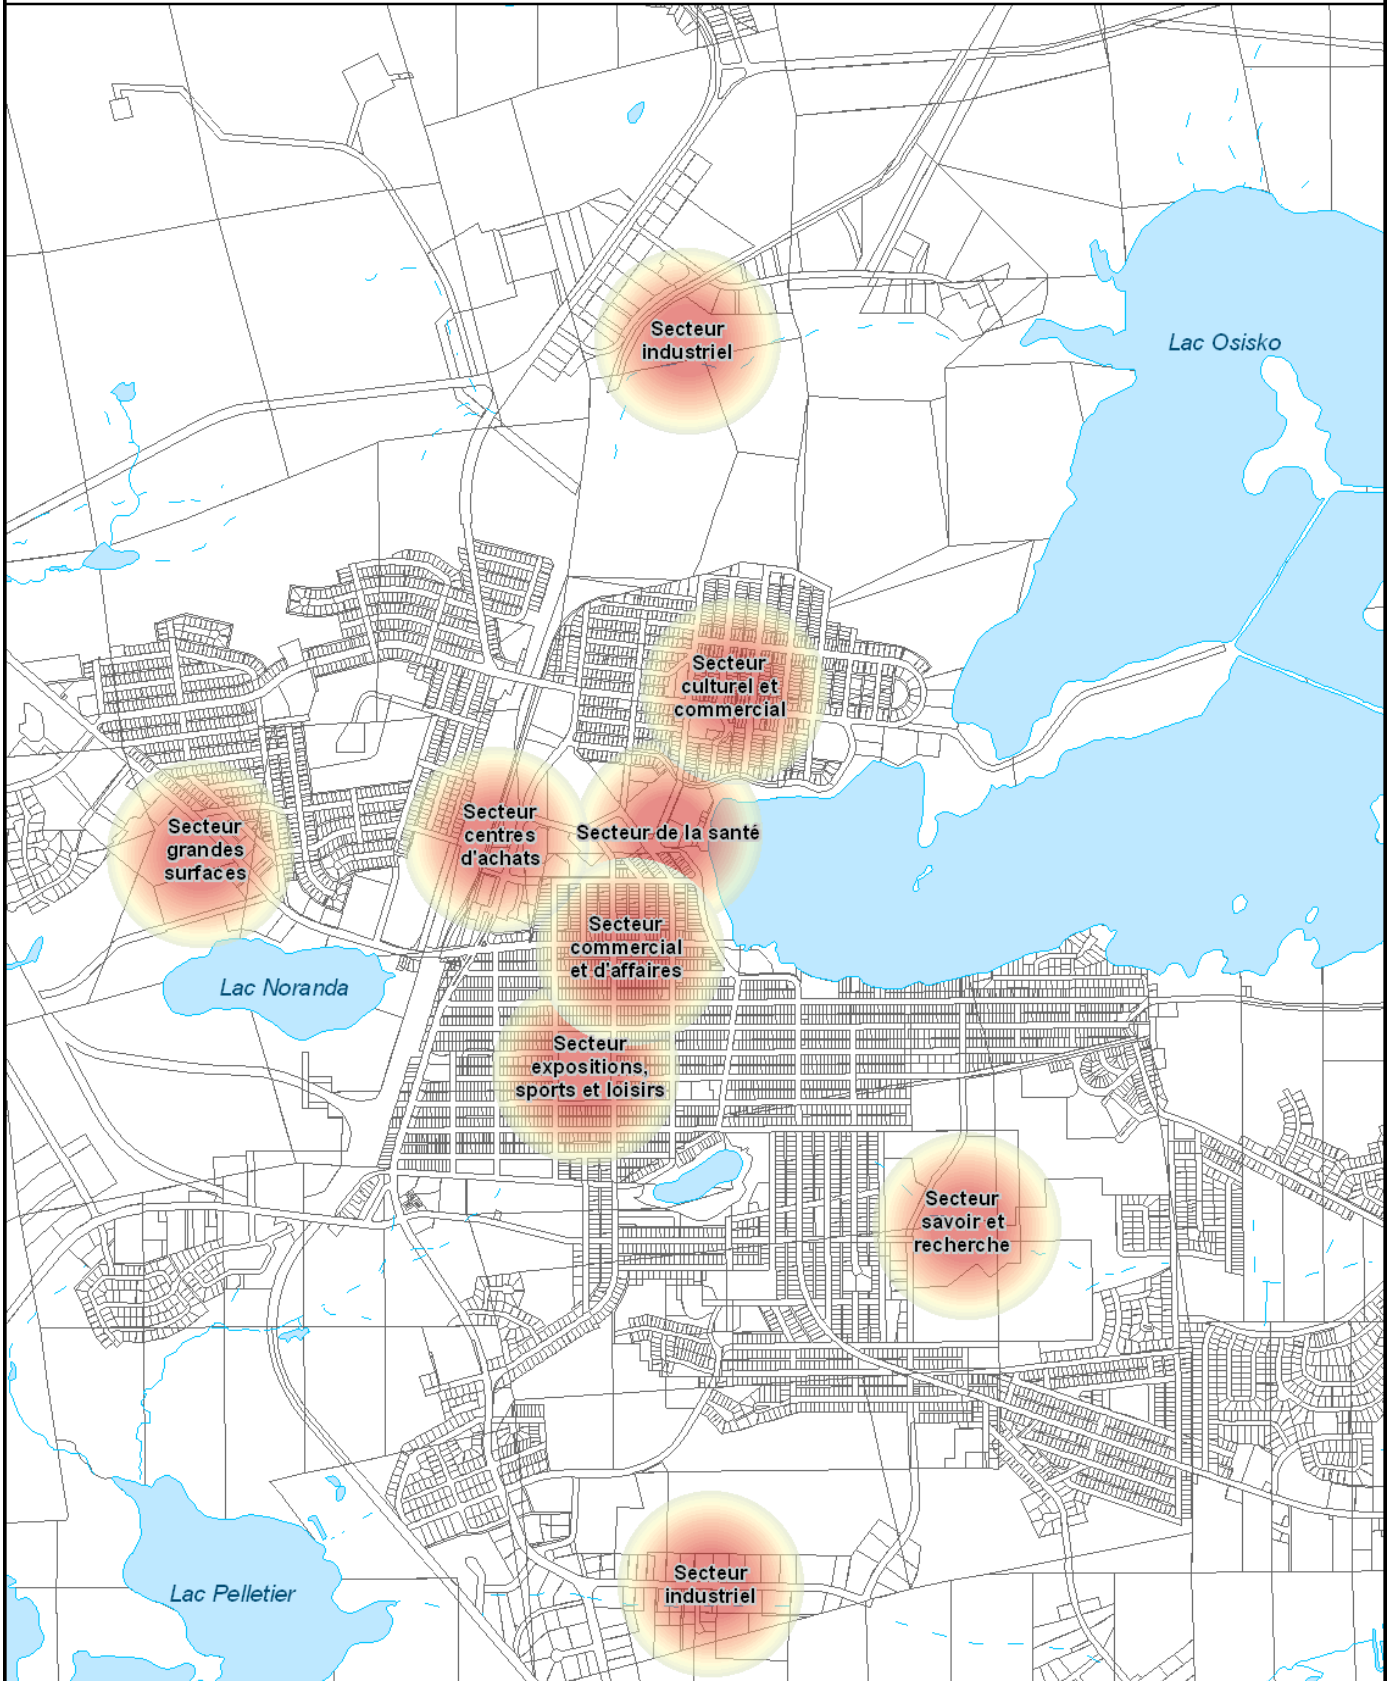 Secteur
industriel
Lac Osisko
Secteur
culturel et
commercial
Secteur
centres
d'achats
Secteur de la santé
Secteur
grandes
surfaces
Secteur
commercial
et d'affaires
Lac Noranda
Secteur
expositions,
sports et loisirs
Secteur
savoir et
recherche
Secteur
industriel
Lac Pelletier